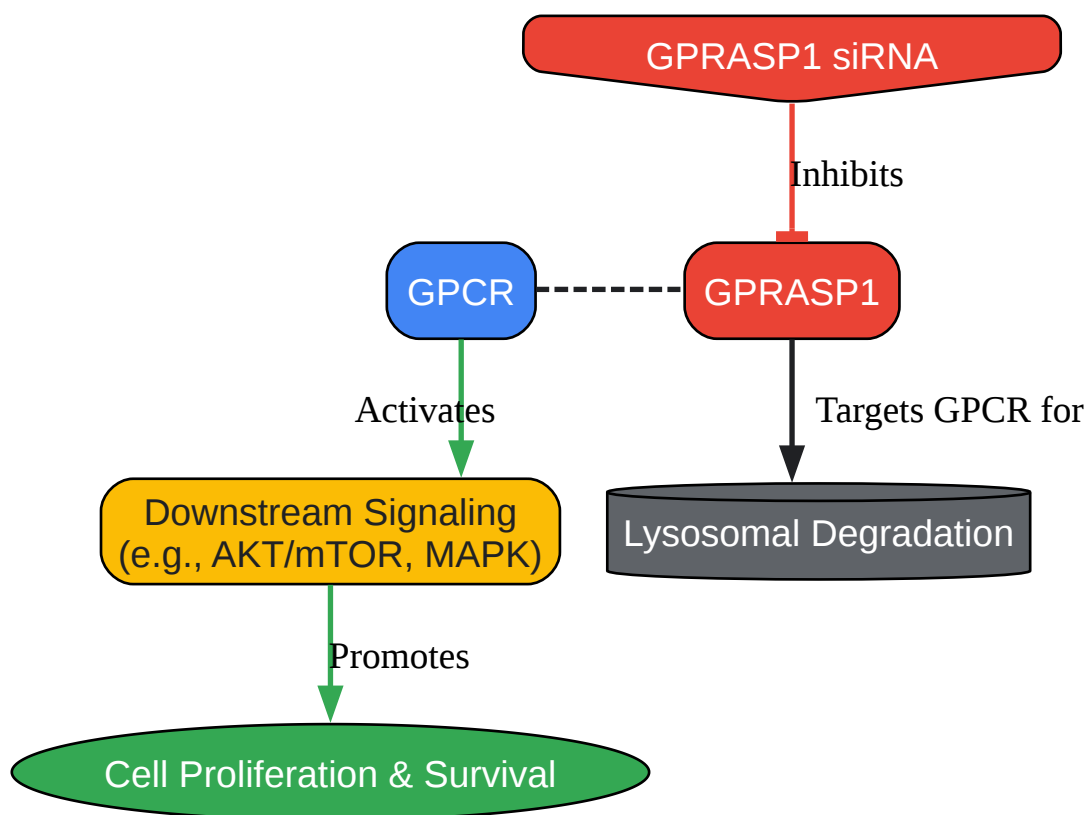 GPRASP1 siRNA
Inhibits
GPCR
GPRASP1
Activates
Targets GPCR for
Downstream Signaling
(e.g., AKT/mTOR, MAPK)
Lysosomal Degradation
Promotes
Cell Proliferation & Survival